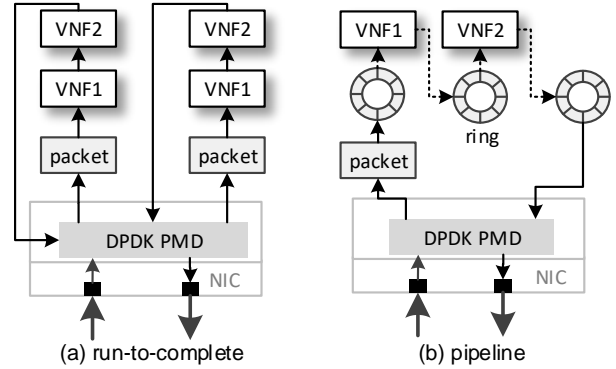 VNF2
VNF2
VNF1
VNF1
packet
packet
DPDK PMD
NIC
(a) run-to-complete
VNF1
VNF2
ring
packet
DPDK PMD
NIC
(b) pipeline